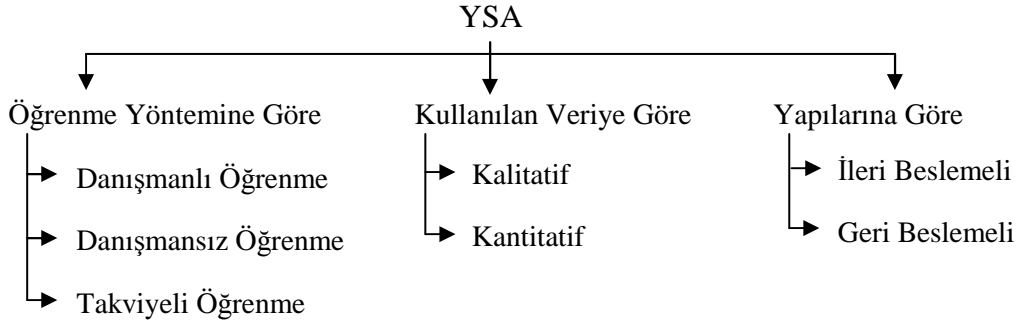 YSA
Öğrenme Yöntemine Göre
Danışmanlı Öğrenme
Danışmansız Öğrenme
Takviyeli Öğrenme
Kullanılan Veriye Göre
Kalitatif
Kantitatif
Yapılarına Göre
İleri Beslemeli
Geri Beslemeli